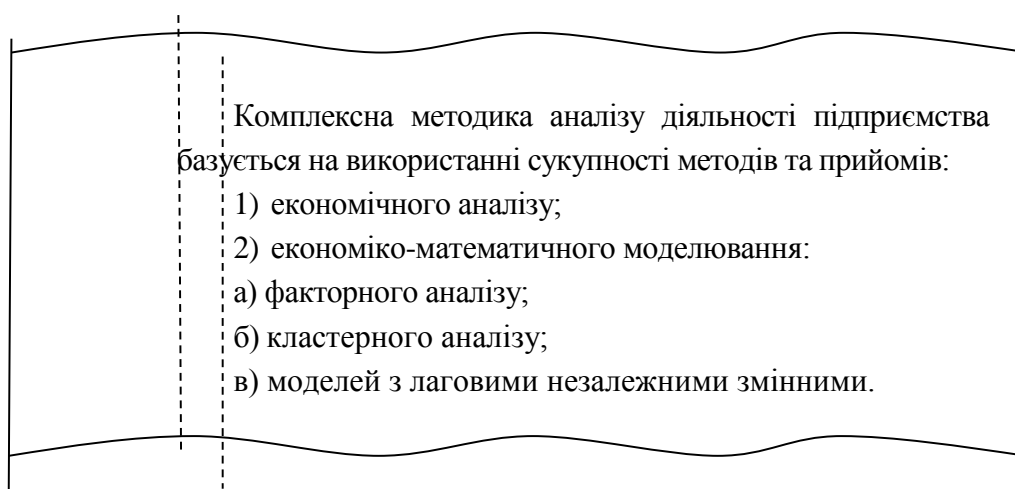 Комплексна методика аналізу діяльності підприємства
базується на використанні сукупності методів та прийомів:
1) економічного аналізу;
2) економіко-математичного моделювання:
а) факторного аналізу;
б) кластерного аналізу;
в) моделей з лаговими незалежними змінними.